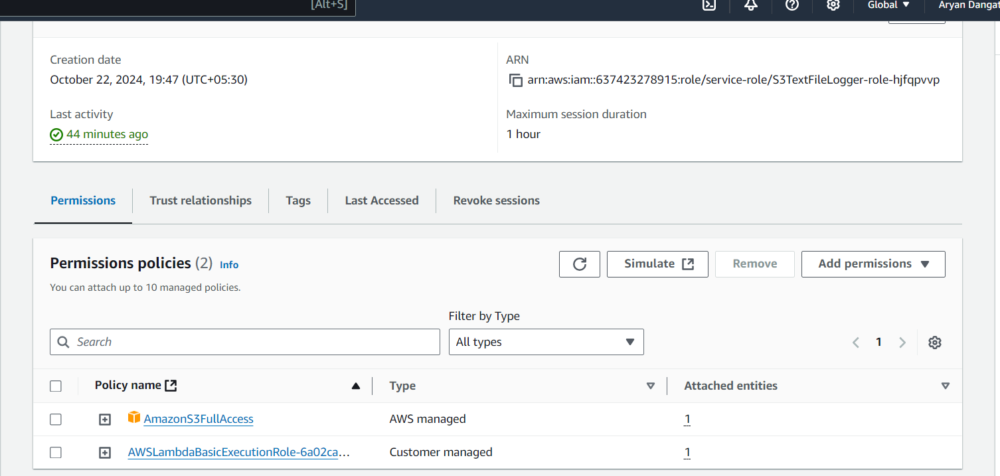 [Alt+S]
Global
Aryan Dangat
Creation date
October 22, 2024, 19:47 (UTC+05:30)
ARN
arn:aws:iam::637423278915:role/service-role/S3TextFileLogger-role-hjfqpvvp
Last activity
44 minutes ago
Maximum session duration
1 hour
Permissions
Trust relationships
Tags
Last Accessed
Revoke sessions
Permissions policies (2) Info
Simulate
Remove
Add permissions
You can attach up to 10 managed policies.
Filter by Type
Search
All types
1
Policy name
Type
Attached entities
AmazonS3FullAccess
AWS managed
1
AWSLambdaBasicExecutionRole-6a02ca...
Customer managed
1